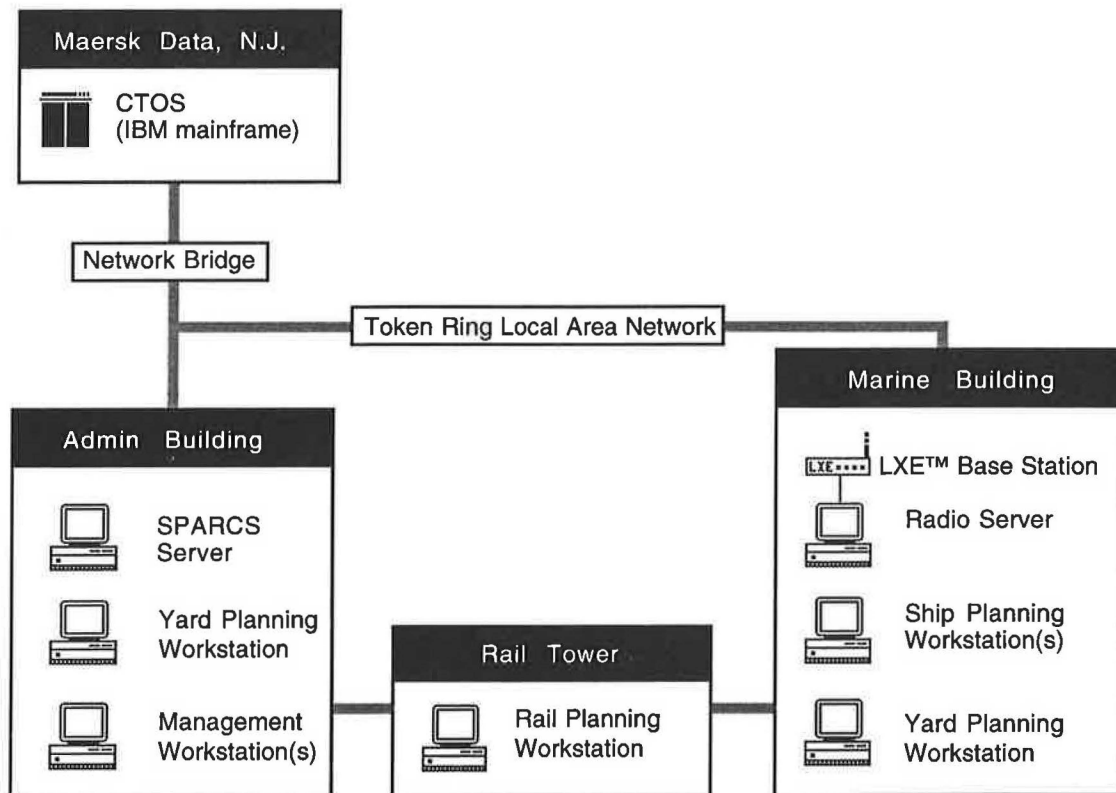 Maersk Data, N.J.
CTOS
(IBM mainframe)
Network Bridge
Token Ring Local Area Network
Marine Building
LXE
LXE™ Base Station
Radio Server
Ship Planning
Workstation(s)
Yard Planning
Workstation
Admin Building
SPARCS
Server
Yard Planning
Workstation
Management
Workstation(s)
Rail Tower
Rail Planning
Workstation